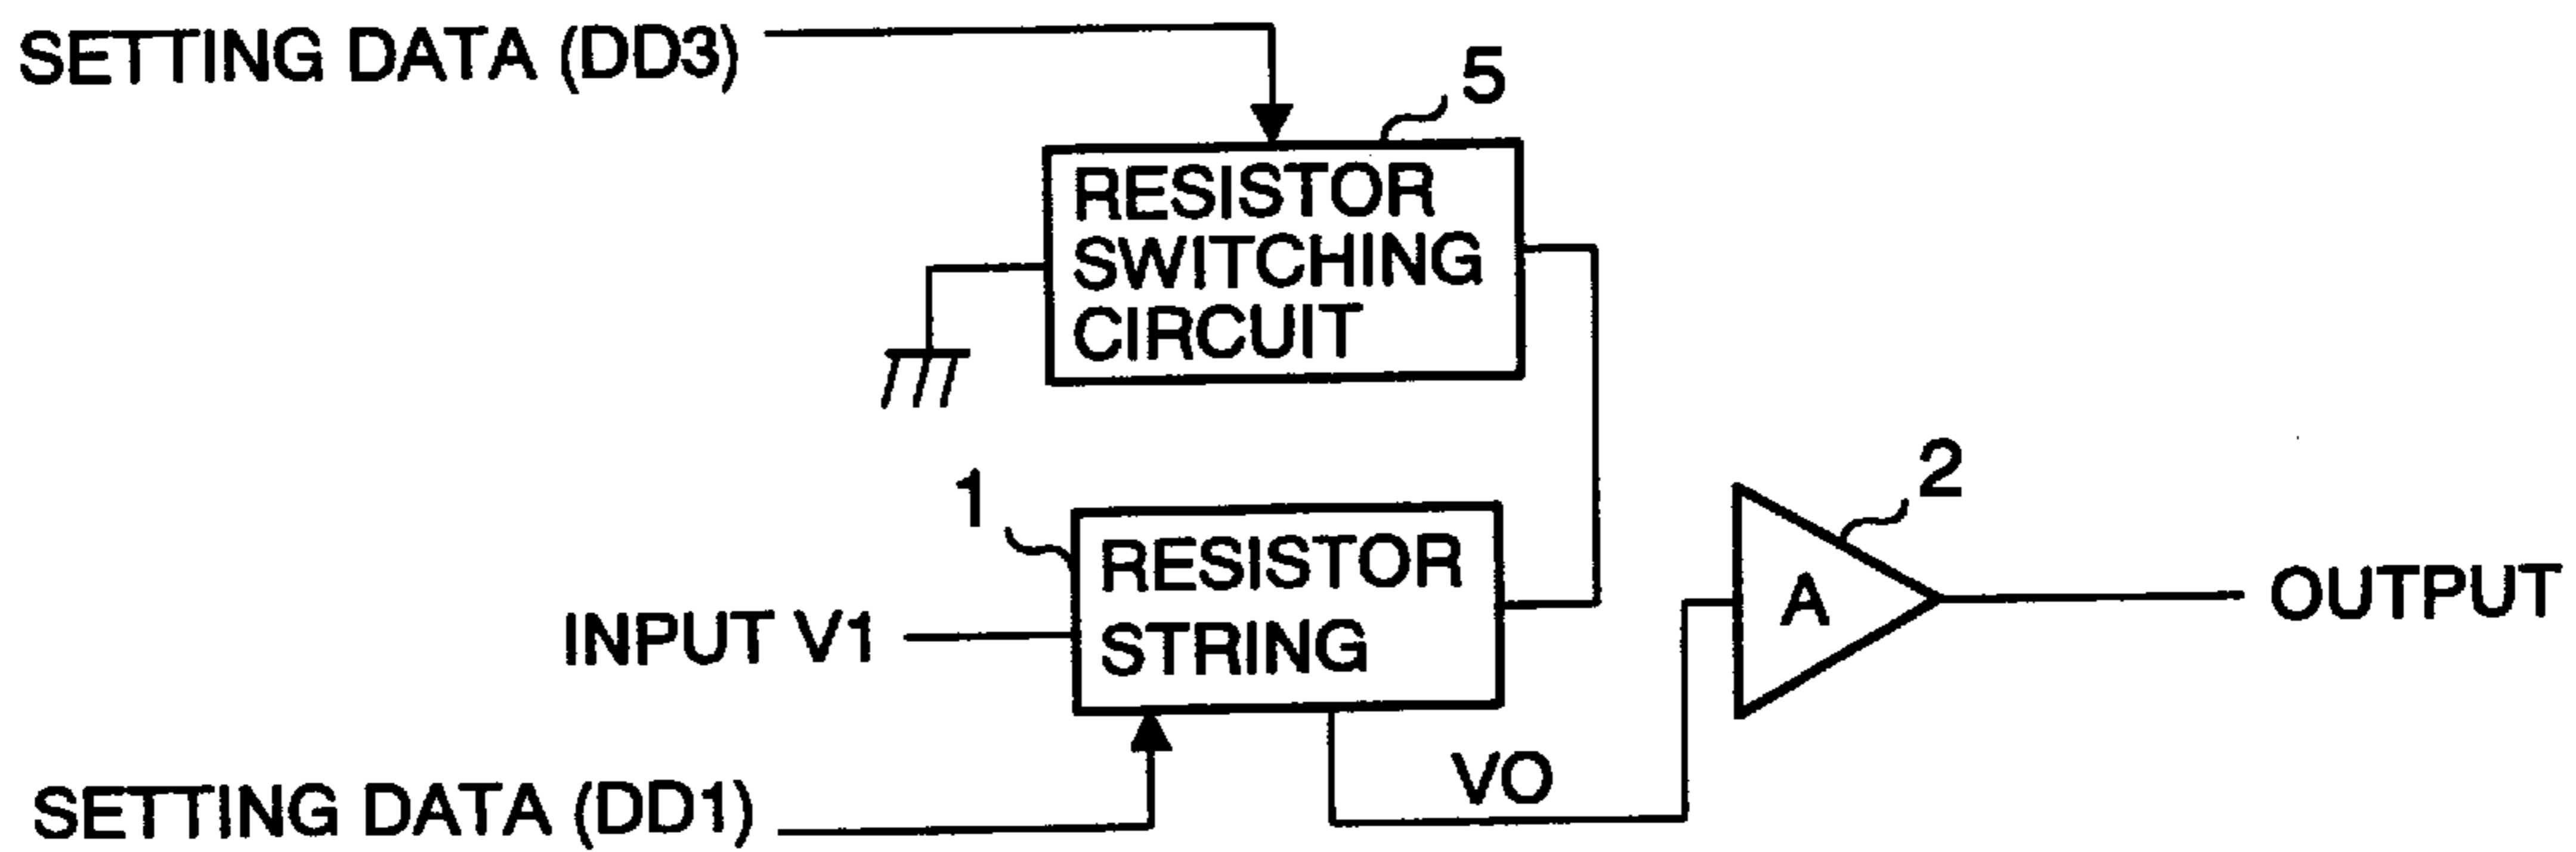 SETTING DATA (DD3)
5
RESISTOR
SWITCHING
CIRCUIT
1
RESISTOR
STRING
INPUT V1
2
A
OUTPUT
VO
SETTING DATA (DD1)